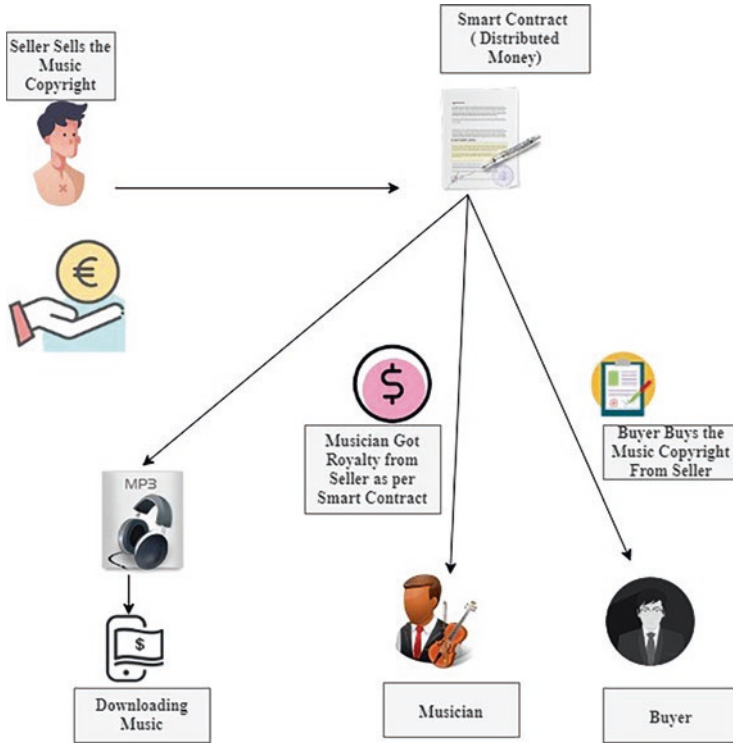 Seller Sells the
Music
Copyright
Smart Contract
( Distributed
Money)
€
$
Musician Got
Royalty from
Seller as per
Smart Contract
Buyer Buys the
Music Copyright
From Seller
MP3
$
Downloading
Music
Musician
Buyer